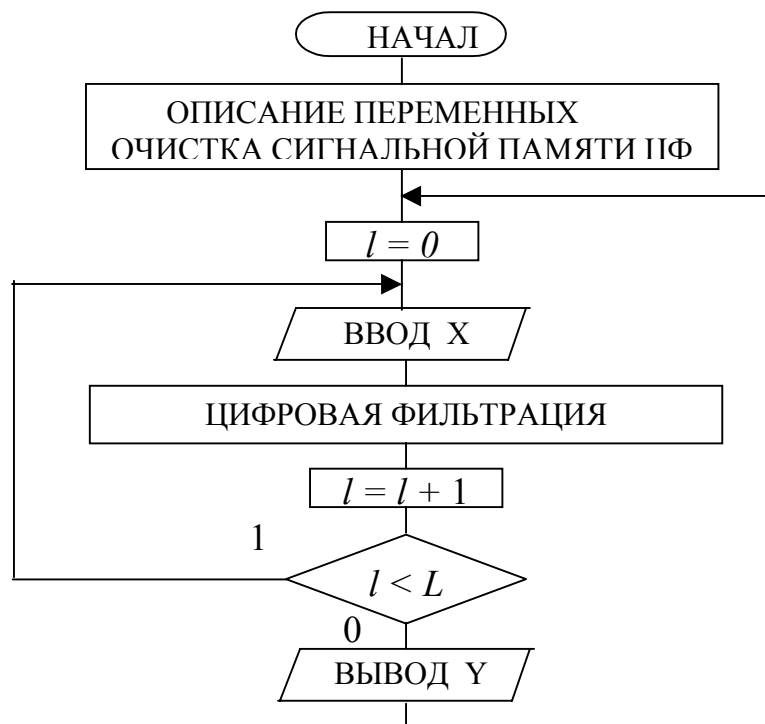 НАЧАЛ
ОПИСАНИЕ ПЕРЕМЕННЫХ
ОЧИСТКА СИГНАЛЬНОЙ ПАМЯТИ ЦФ
l = 0
ВВОД X
ЦИФРОВАЯ ФИЛЬТРАЦИЯ
l = l + 1
1
l < L
0
ВЫВОД Y